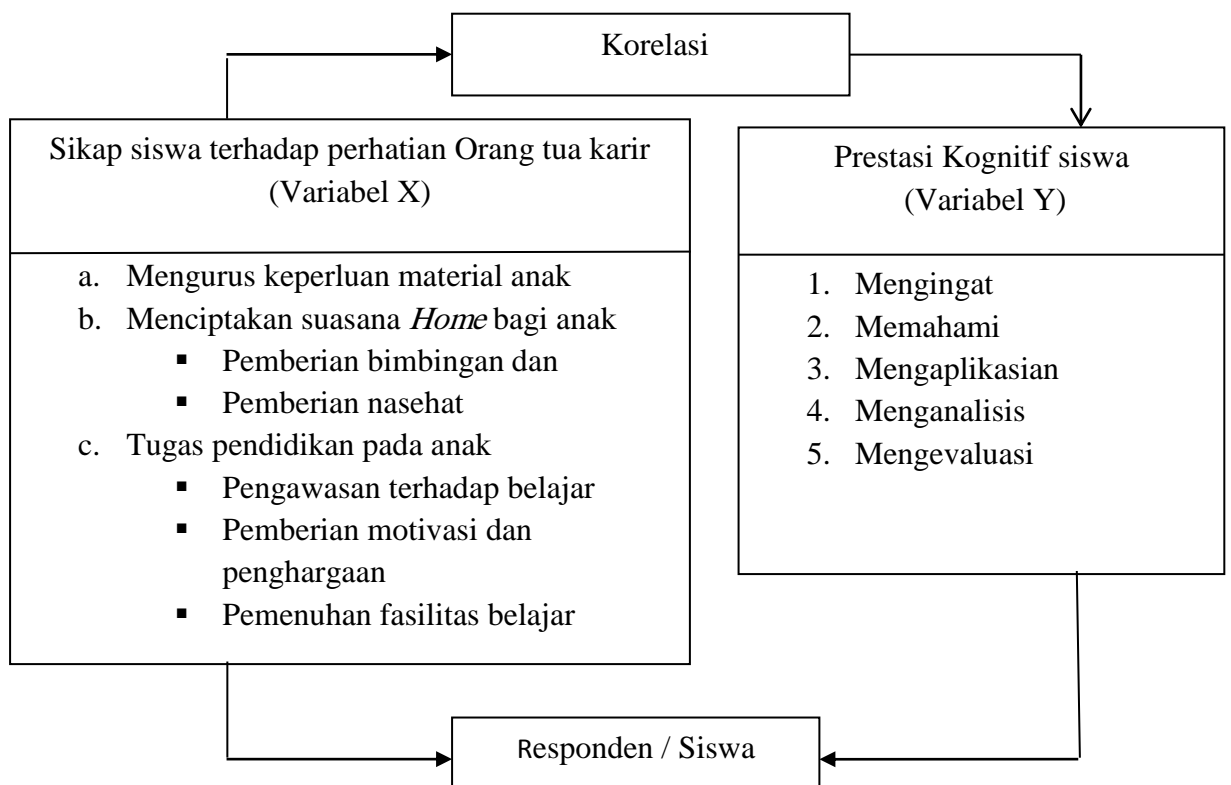 Korelasi
Sikap siswa terhadap perhatian Orang tua karir
(Variabel X)
a. Mengurus keperluan material anak
b. Menciptakan suasana Home bagi anak
▪ Pemberian bimbingan dan
▪ Pemberian nasehat
c. Tugas pendidikan pada anak
▪ Pengawasan terhadap belajar
▪ Pemberian motivasi dan
penghargaan
▪ Pemenuhan fasilitas belajar
Prestasi Kognitif siswa
(Variabel Y)
1. Mengingat
2. Memahami
3. Mengaplikasian
4. Menganalisis
5. Mengevaluasi
Responden / Siswa